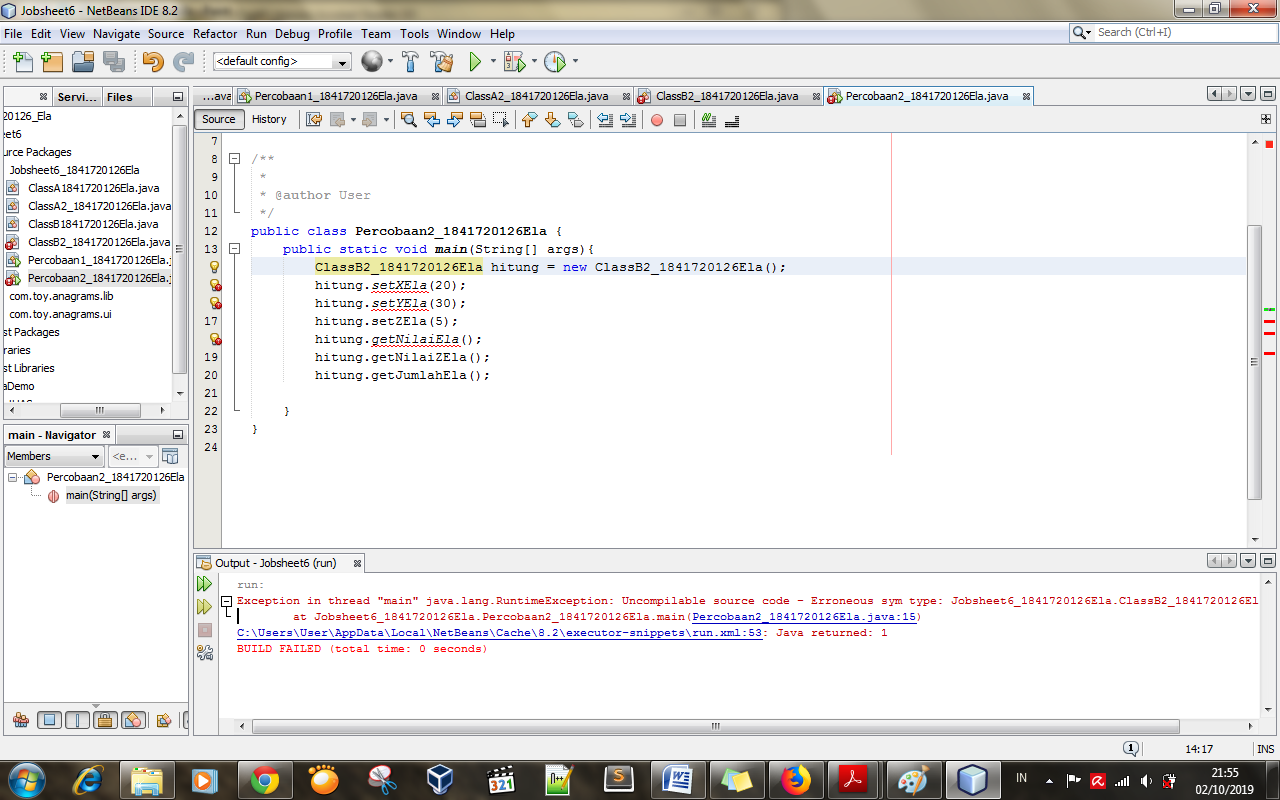 Jobsheet6 - NetBeans IDE 8.2
File Edit View Navigate Source Refactor Run Debug Profile Team Tools Window Help
Search (Ctrl+I)
<default config>
Servi... Files
...ava Percobaan1_1841720126Ela.java ClassA2_1841720126Ela.java ClassB2_1841720126Ela.java Percobaan2_1841720126Ela.java
Source History
20126_Ela
et6
urce Packages
Jobsheet6_1841720126Ela
ClassA1841720126Ela.java
ClassA2_1841720126Ela.java
ClassB1841720126Ela.java
ClassB2_1841720126Ela.java
Percobaan1_1841720126Ela.j
Percobaan2_1841720126Ela.j
com.toy.anagrams.lib
com.toy.anagrams.ui
st Packages
raries
st Libraries
aDemo
7
8 /**
9 *
10 * @author User
11 */
12 public class Percobaan2_1841720126Ela {
13 public static void main(String[] args){
ClassB2_1841720126Ela hitung = new ClassB2_1841720126Ela();
hitung.setXEla(20);
hitung.setYEla(30);
17 hitung.setZEla(5);
hitung.getNilaiEla();
19 hitung.getNilaiZEla();
20 hitung.getJumlahEla();
21
22 }
23 }
24
main - Navigator
Members <e...
Percobaan2_1841720126Ela
main(String[] args)
Output - Jobsheet6 (run)
run:
Exception in thread "main" java.lang.RuntimeException: Uncompilable source code - Erroneous sym type: Jobsheet6_1841720126Ela.ClassB2_1841720126El
at Jobsheet6_1841720126Ela.Percobaan2_1841720126Ela.main(Percobaan2_1841720126Ela.java:15)
C:\Users\User\AppData\Local\NetBeans\Cache\8.2\executor-snippets\run.xml:53: Java returned: 1
BUILD FAILED (total time: 0 seconds)
1 14:17 INS
321
IN
21:55
02/10/2019